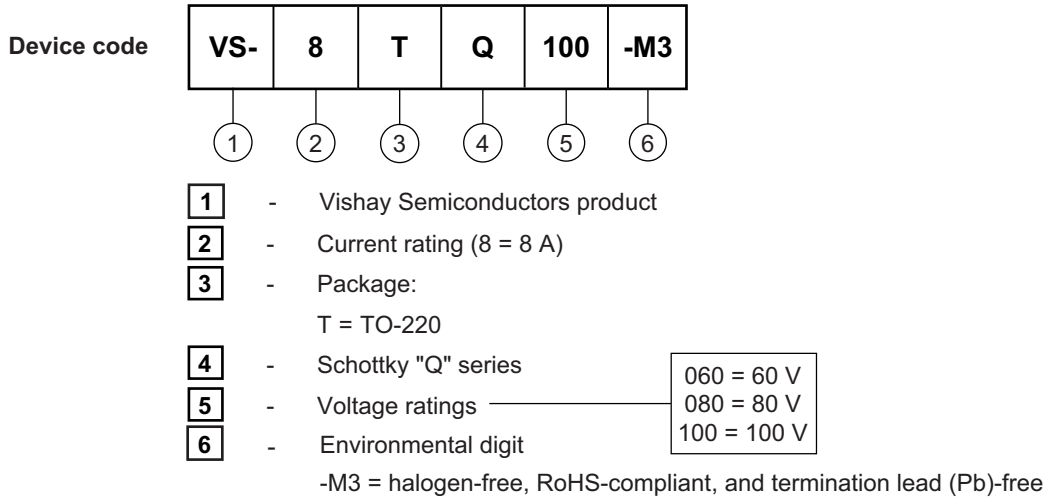 Device code VS- 8 T Q 100 -M3
1 2 3 4 5 6
1 - Vishay Semiconductors product
2 - Current rating (8 = 8 A)
3 - Package:
T = TO-220
4 - Schottky "Q" series
5 - Voltage ratings
060 = 60 V
080 = 80 V
100 = 100 V
6 - Environmental digit
-M3 = halogen-free, RoHS-compliant, and termination lead (Pb)-free